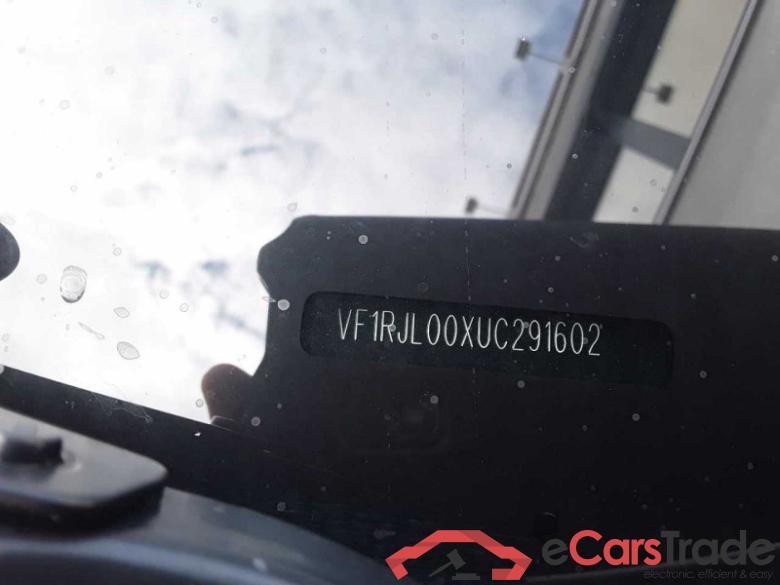 VF1RJL00XUC291602
eCarsTrade
electronic, efficient & easy